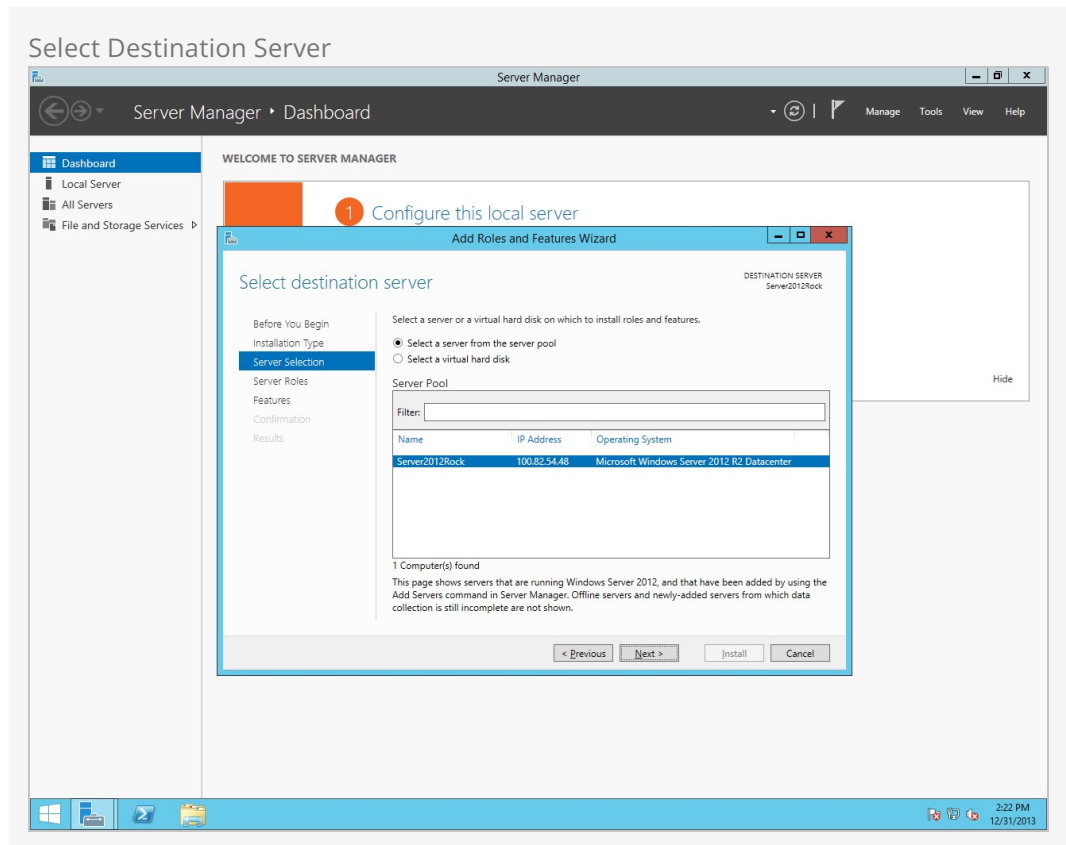 Select Destination Server
Server Manager
Server Manager • Dashboard
Manage Tools View Help
Dashboard
Local Server
All Servers
File and Storage Services
WELCOME TO SERVER MANAGER
1 Configure this local server
Hide
Add Roles and Features Wizard
Select destination server
DESTINATION SERVER
Server2012Rock
Before You Begin
Installation Type
Server Selection
Server Roles
Features
Confirmation
Results
Select a server or a virtual hard disk on which to install roles and features.
Select a server from the server pool
Select a virtual hard disk
Server Pool
Filter:
Name IP Address Operating System
Server2012Rock 100.82.54.48 Microsoft Windows Server 2012 R2 Datacenter
1 Computer(s) found
This page shows servers that are running Windows Server 2012, and that have been added by using the
Add Servers command in Server Manager. Offline servers and newly-added servers from which data
collection is still incomplete are not shown.
< Previous Next > Install Cancel
2:22 PM
12/31/2013